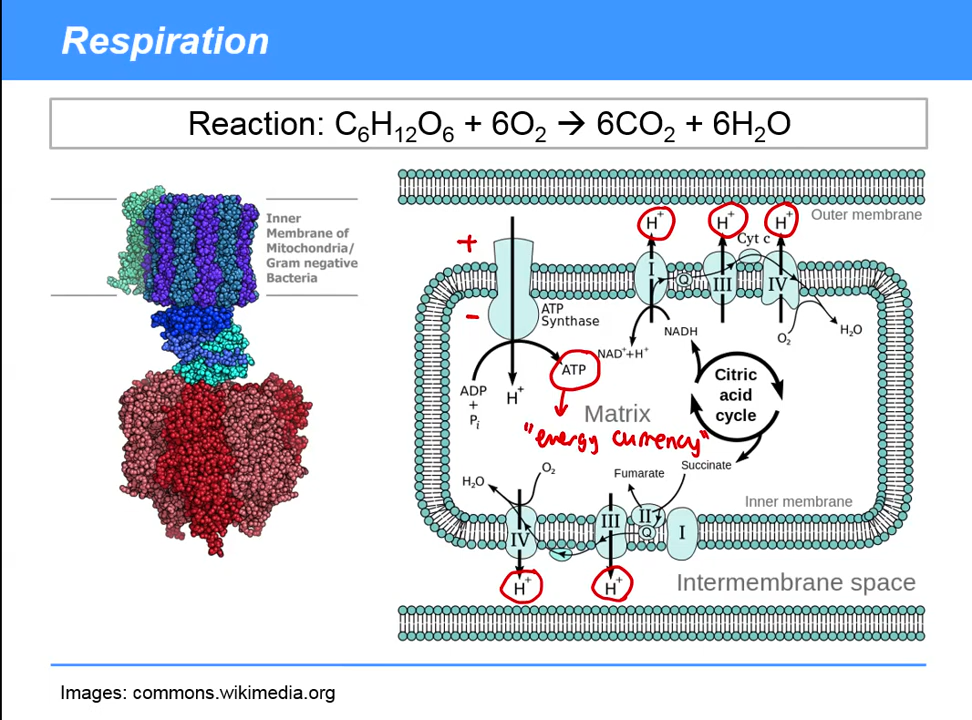 Respiration
Reaction: C₆H₁₂O₆ + 6O₂ → 6CO₂ + 6H₂O
Inner
Membrane of
Mitochondria/
Gram negative
Bacteria
Outer membrane
H⁺
H⁺
H⁺
Cyt c
+
I
Q
III
IV
-
ATP
Synthase
NADH
O₂
H₂O
NAD⁺+H⁺
ATP
ADP
+
Pᵢ
H⁺
Citric
acid
cycle
Matrix
"energy currency"
Succinate
Fumarate
O₂
H₂O
Inner membrane
IV
III
II
Q
I
H⁺
H⁺
Intermembrane space
Images: commons.wikimedia.org